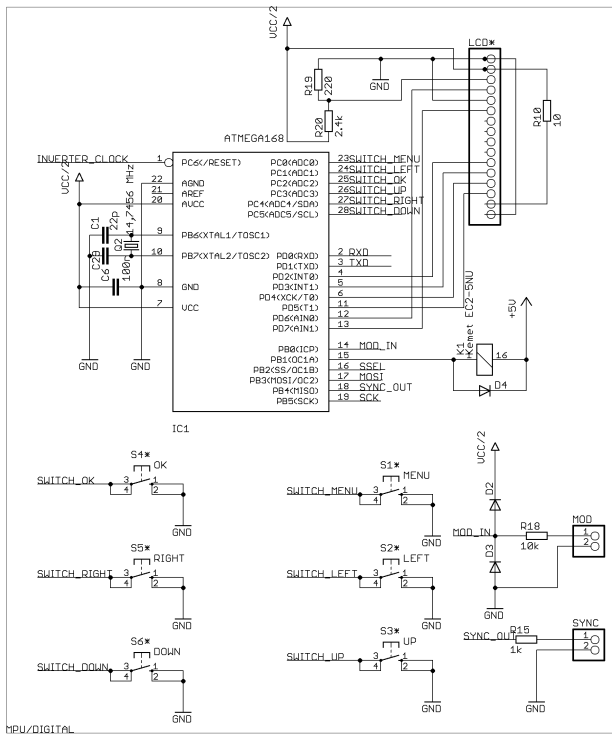 VCC/2
LCD*
R19
220
GND
R20
2.4k
R10
10
ATMEGA168
INVERTER_CLOCK
1
PC6(/RESET)
PC0(ADC0)
23
SWITCH_MENU
PC1(ADC1)
24
SWITCH_LEFT
VCC/2
22
AGND
PC2(ADC2)
25
SWITCH_OK
21
AREF
PC3(ADC3)
26
SWITCH_UP
20
AVCC
PC4(ADC4/SDA)
27
SWITCH_RIGHT
PC5(ADC5/SCL)
28
SWITCH_DOWN
C1
22p
14,7456 MHz
Q2
9
PB6(XTAL1/TOSC1)
C29
10
PB7(XTAL2/TOSC2)
PD0(RXD)
2
RXD
PD1(TXD)
3
TXD
C6
100n
PD2(INT0)
4
8
GND
PD3(INT1)
5
PD4(XCK/T0)
6
7
VCC
PD5(T1)
11
PD6(AIN0)
12
PD7(AIN1)
13
+5V
K1
Kemet EC2-5NU
16
GND
GND
PB0(ICP)
14
MOD_IN
PB1(OC1A)
15
PB2(SS/OC1B)
16
SSEL
PB3(MOSI/OC2)
17
MOSI
PB4(MISO)
18
SYNC_OUT
PB5(SCK)
19
SCK
D4
IC1
S4*
OK
SWITCH_OK
3 1
4 2
GND
S1*
MENU
SWITCH_MENU
3 1
4 2
GND
VCC/2
D2
MOD_IN
R18
10k
MOD
1
2
D3
GND
S5*
RIGHT
SWITCH_RIGHT
3 1
4 2
GND
S2*
LEFT
SWITCH_LEFT
3 1
4 2
GND
S6*
DOWN
SWITCH_DOWN
3 1
4 2
GND
S3*
UP
SWITCH_UP
3 1
4 2
GND
SYNC_OUT
R15
1k
SYNC
1
2
GND
MPU/DIGITAL